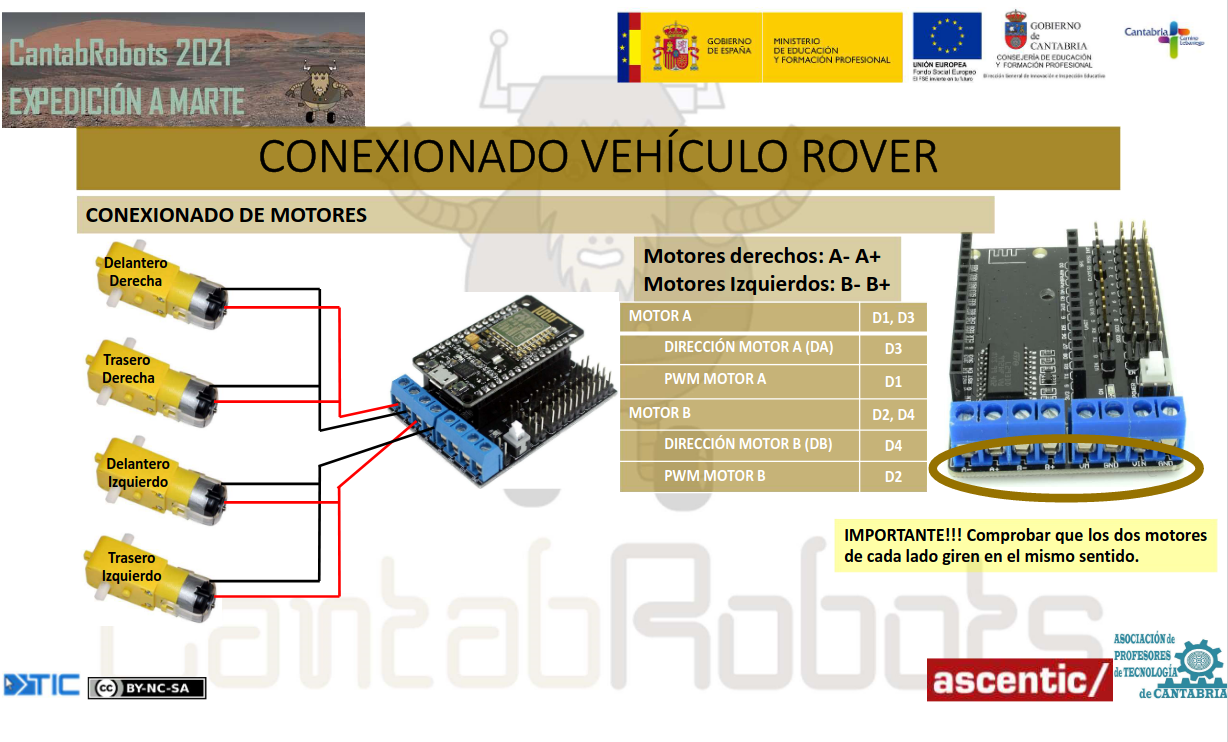 CantabRobots 2021
EXPEDICIÓN A MARTE
GOBIERNO
DE ESPAÑA
MINISTERIO
DE EDUCACIÓN
Y FORMACIÓN PROFESIONAL
UNIÓN EUROPEA
Fondo Social Europeo
El FSE invierte en tu futuro
GOBIERNO
de
CANTABRIA
CONSEJERÍA DE EDUCACIÓN
Y FORMACIÓN PROFESIONAL
Dirección General de Innovación e Inspección Educativa
Cantabria
CONEXIONADO VEHÍCULO ROVER
CONEXIONADO DE MOTORES
Delantero
Derecha
Trasero
Derecha
Delantero
Izquierdo
Trasero
Izquierdo
Motores derechos: A- A+
Motores Izquierdos: B- B+
MOTOR A D1, D3
DIRECCIÓN MOTOR A (DA) D3
PWM MOTOR A D1
MOTOR B D2, D4
DIRECCIÓN MOTOR B (DB) D4
PWM MOTOR B D2
A- A+ B- B+ VM GND VIN GND
IMPORTANTE!!! Comprobar que los dos motores
de cada lado giren en el mismo sentido.
CantabRobots
TIC
cc BY-NC-SA
ascentic/
ASOCIACIÓN de
PROFESORES
de TECNOLOGÍA
de CANTABRIA